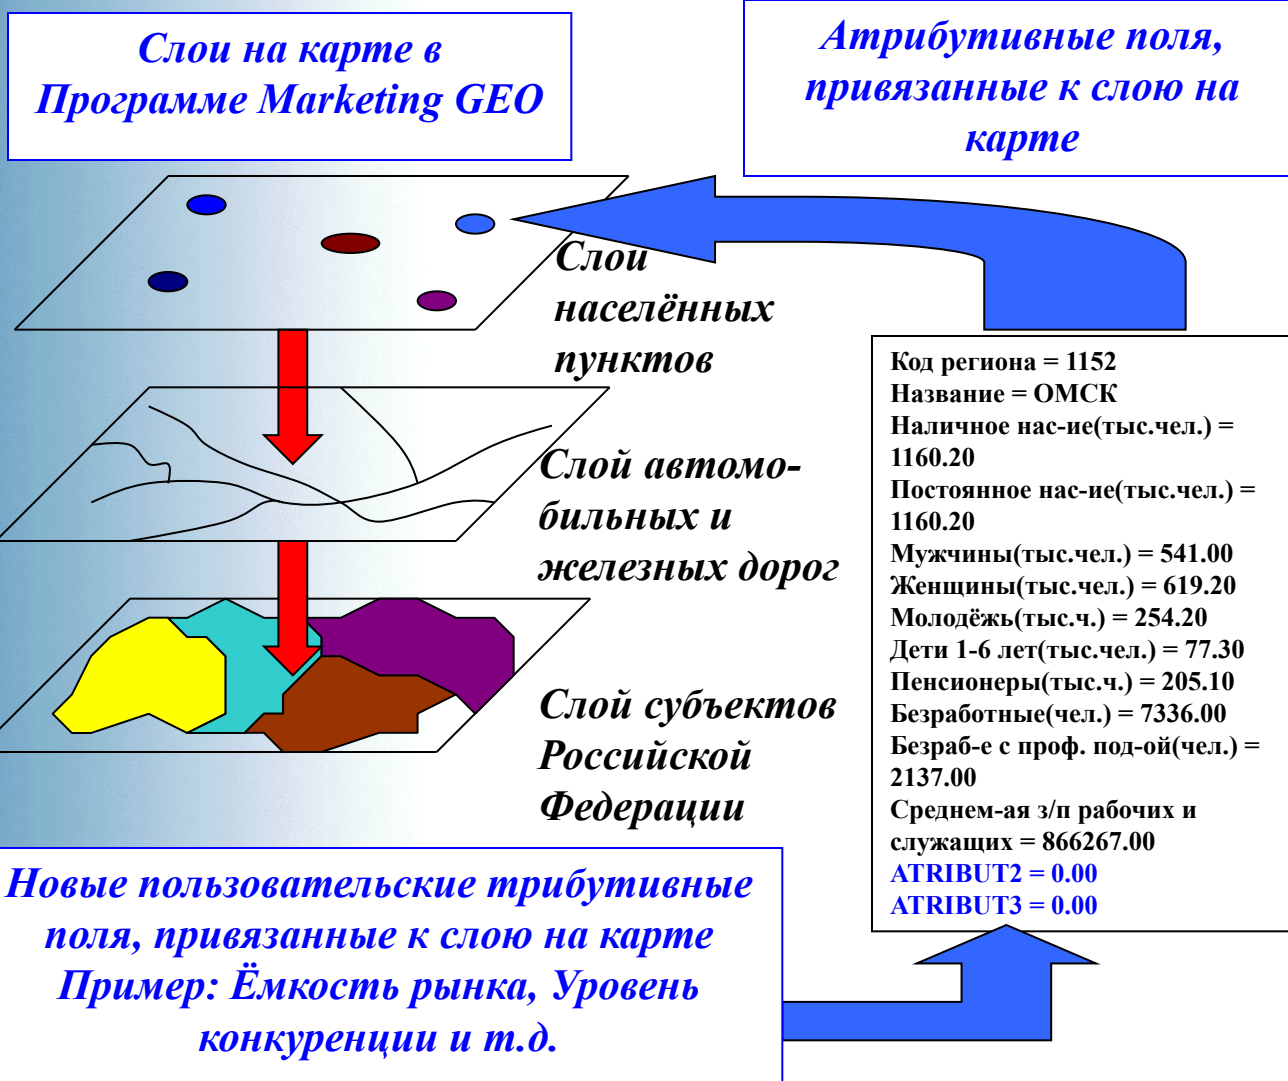 Слои на карте в
Программе Marketing GEO
Атрибутивные поля,
привязанные к слою на
карте
Слои
населённых
пунктов
Слой автомо-
бильных и
железных дорог
Слой субъектов
Российской
Федерации
Код региона = 1152
Название = ОМСК
Наличное нас-ие(тыс.чел.) =
1160.20
Постоянное нас-ие(тыс.чел.) =
1160.20
Мужчины(тыс.чел.) = 541.00
Женщины(тыс.чел.) = 619.20
Молодёжь(тыс.ч.) = 254.20
Дети 1-6 лет(тыс.чел.) = 77.30
Пенсионеры(тыс.ч.) = 205.10
Безработные(чел.) = 7336.00
Безраб-е с проф. под-ой(чел.) =
2137.00
Среднем-ая з/п рабочих и
служащих = 866267.00
ATRIBUT2 = 0.00
ATRIBUT3 = 0.00
Новые пользовательские трибутивные
поля, привязанные к слою на карте
Пример: Ёмкость рынка, Уровень
конкуренции и т.д.